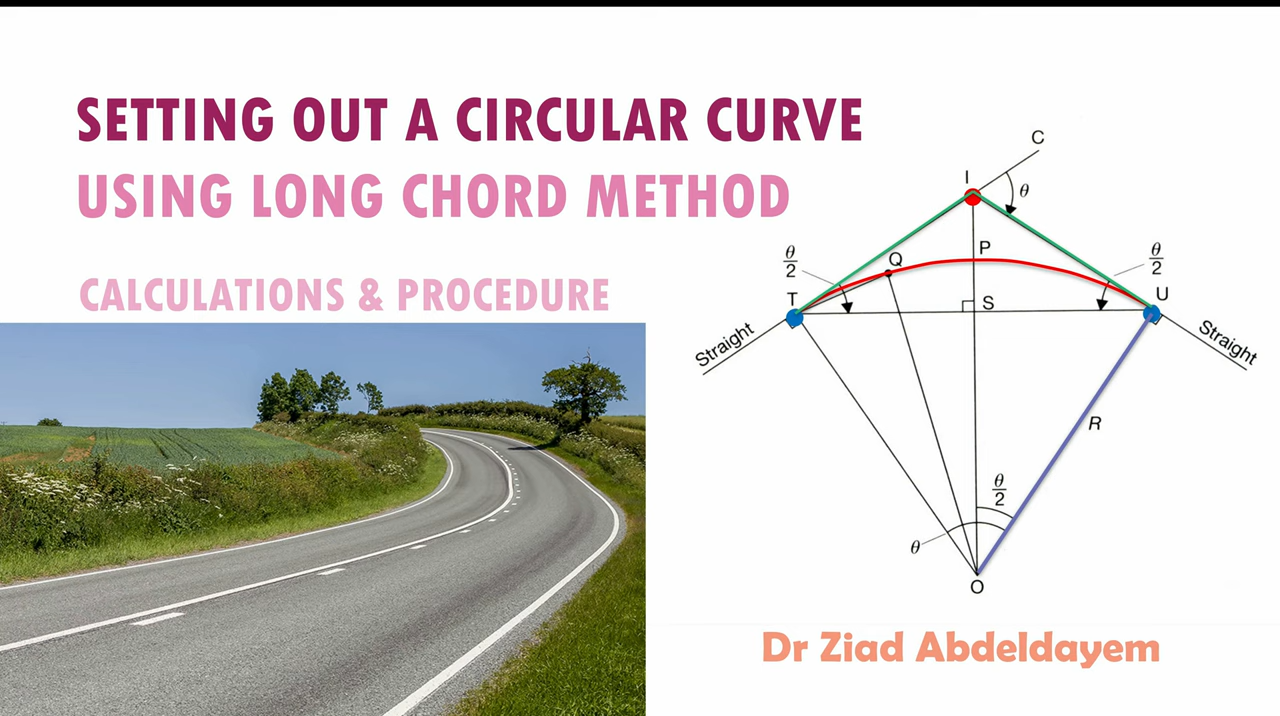 SETTING OUT A CIRCULAR CURVE
USING LONG CHORD METHOD
CALCULATIONS & PROCEDURE
C
I
θ
P
θ/2
Q
θ/2
T
S
U
Straight
Straight
R
θ/2
θ
O
Dr Ziad Abdeldayem